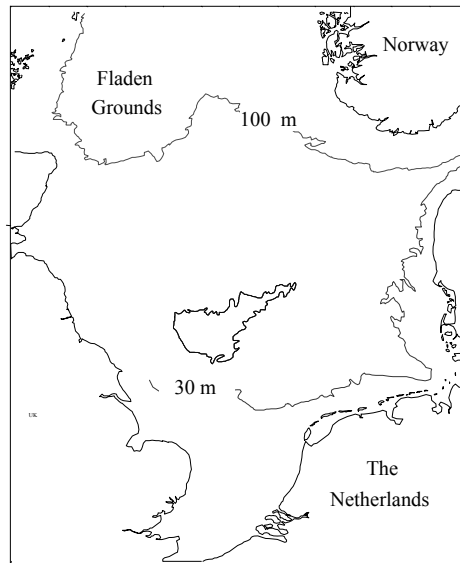 Norway
Fladen
Grounds
100 m
30 m
UK
The
Netherlands